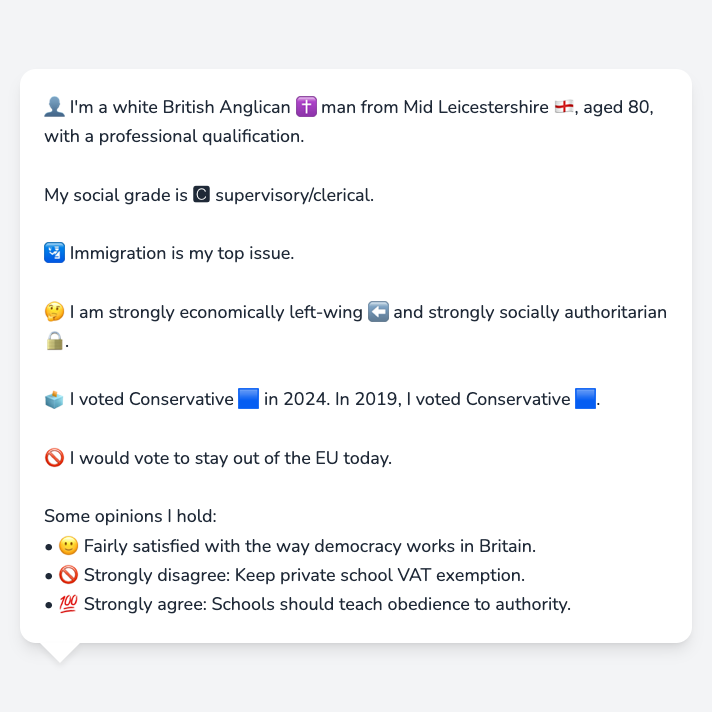 👤 I'm a white British Anglican ✝️ man from Mid Leicestershire 🏴󠁧󠁢󠁥󠁮󠁧󠁿, aged 80,
with a professional qualification.
My social grade is 🅲 supervisory/clerical.
🛂 Immigration is my top issue.
🤔 I am strongly economically left-wing ⬅️ and strongly socially authoritarian
🔒.
🗳️ I voted Conservative 🟦 in 2024. In 2019, I voted Conservative 🟦.
🚫 I would vote to stay out of the EU today.
Some opinions I hold:
• 🙂 Fairly satisfied with the way democracy works in Britain.
• 🚫 Strongly disagree: Keep private school VAT exemption.
• 💯 Strongly agree: Schools should teach obedience to authority.